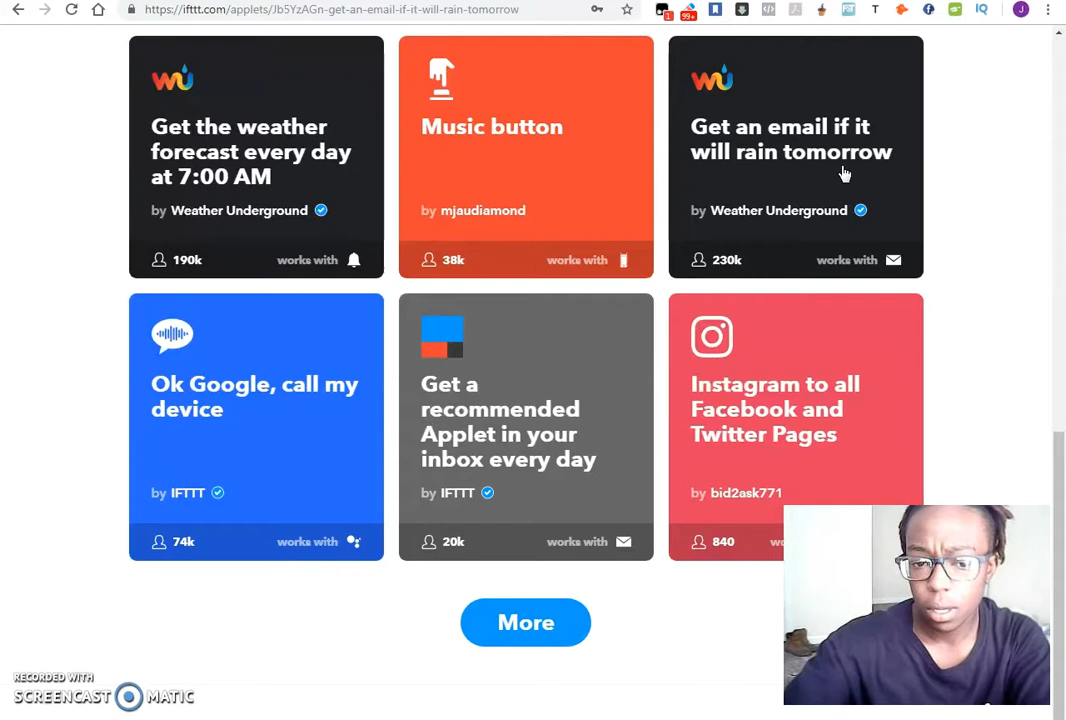 https://ifttt.com/applets/Jb5YzAGn-get-an-email-if-it-will-rain-tomorrow
1
99+
T
IQ
J
Get the weather
forecast every day
at 7:00 AM
by Weather Underground
190k works with
Music button
by mjaudiamond
38k works with
Get an email if it
will rain tomorrow
by Weather Underground
230k works with
Ok Google, call my
device
by IFTTT
74k works with
Get a
recommended
Applet in your
inbox every day
by IFTTT
20k works with
Instagram to all
Facebook and
Twitter Pages
by bid2ask771
840
More
RECORDED WITH
SCREENCAST MATIC